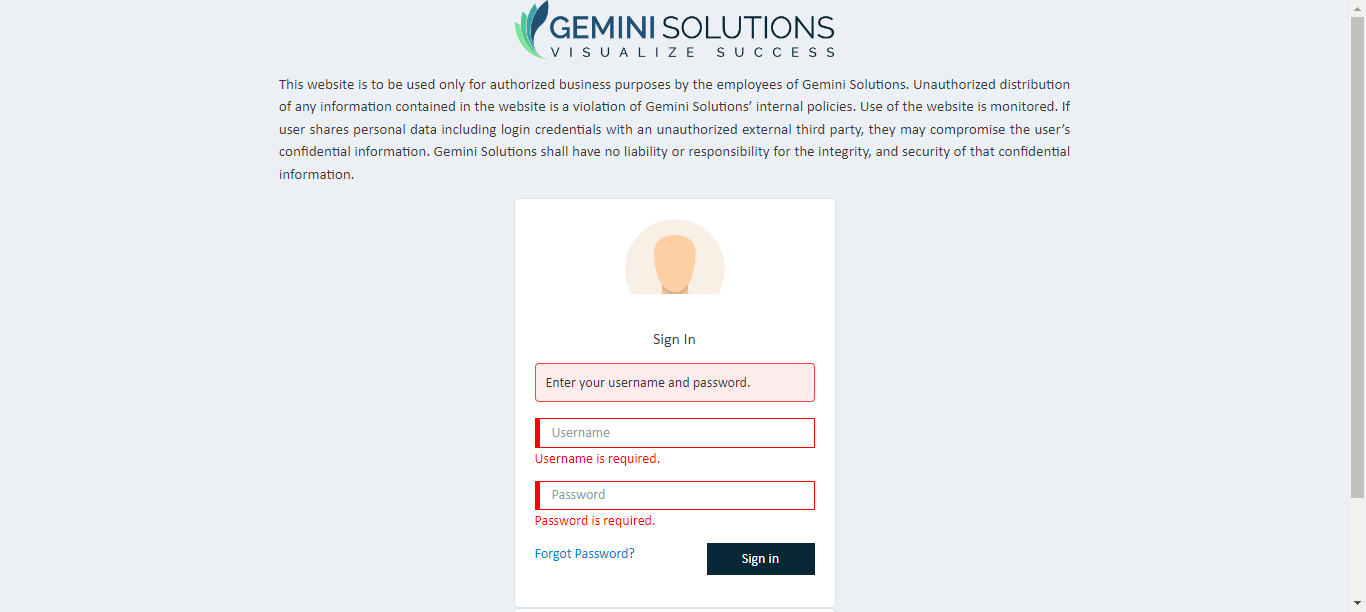 GEMINI SOLUTIONS
VISUALIZE SUCCESS
This website is to be used only for authorized business purposes by the employees of Gemini Solutions. Unauthorized distribution
of any information contained in the website is a violation of Gemini Solutions’ internal policies. Use of the website is monitored. If
user shares personal data including login credentials with an unauthorized external third party, they may compromise the user’s
confidential information. Gemini Solutions shall have no liability or responsibility for the integrity, and security of that confidential
information.
Sign In
Enter your username and password.
Username
Username is required.
Password
Password is required.
Forgot Password? Sign in